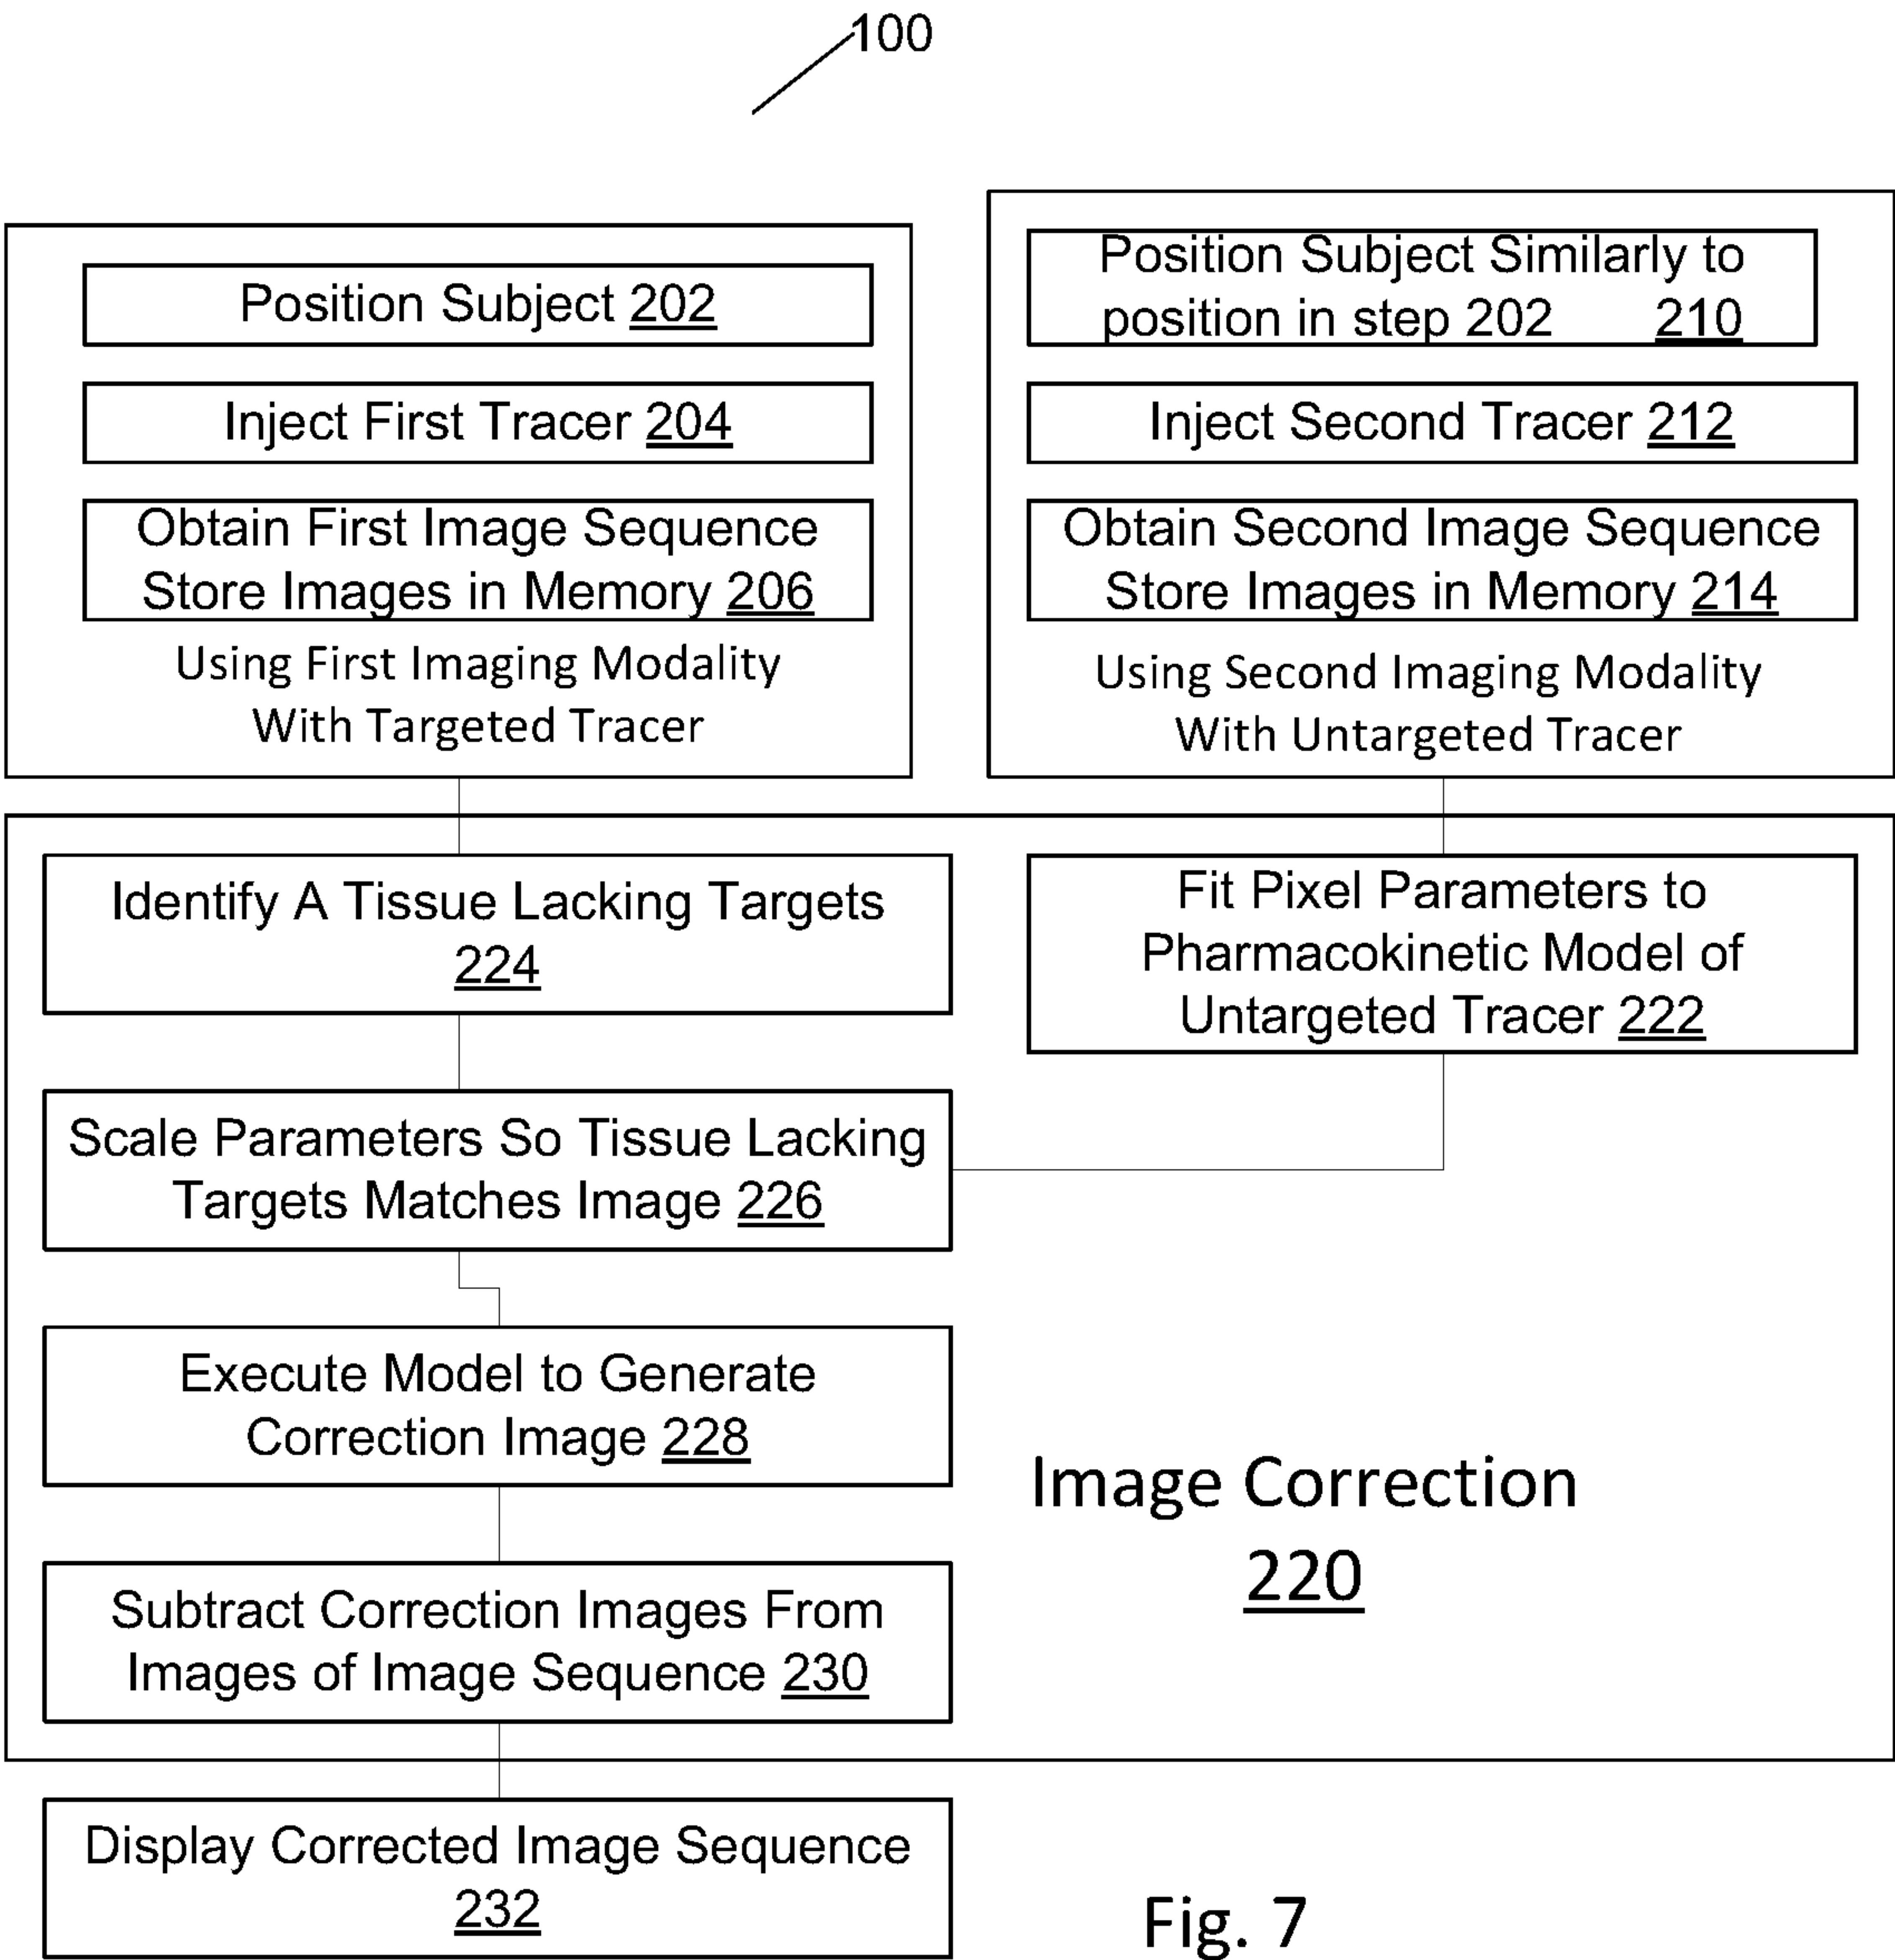 100
Position Subject 202
Inject First Tracer 204
Obtain First Image Sequence
Store Images in Memory 206
Using First Imaging Modality
With Targeted Tracer
Position Subject Similarly to
position in step 202 210
Inject Second Tracer 212
Obtain Second Image Sequence
Store Images in Memory 214
Using Second Imaging Modality
With Untargeted Tracer
Identify A Tissue Lacking Targets
224
Fit Pixel Parameters to
Pharmacokinetic Model of
Untargeted Tracer 222
Scale Parameters So Tissue Lacking
Targets Matches Image 226
Execute Model to Generate
Correction Image 228
Image Correction
220
Subtract Correction Images From
Images of Image Sequence 230
Display Corrected Image Sequence
232
Fig. 7